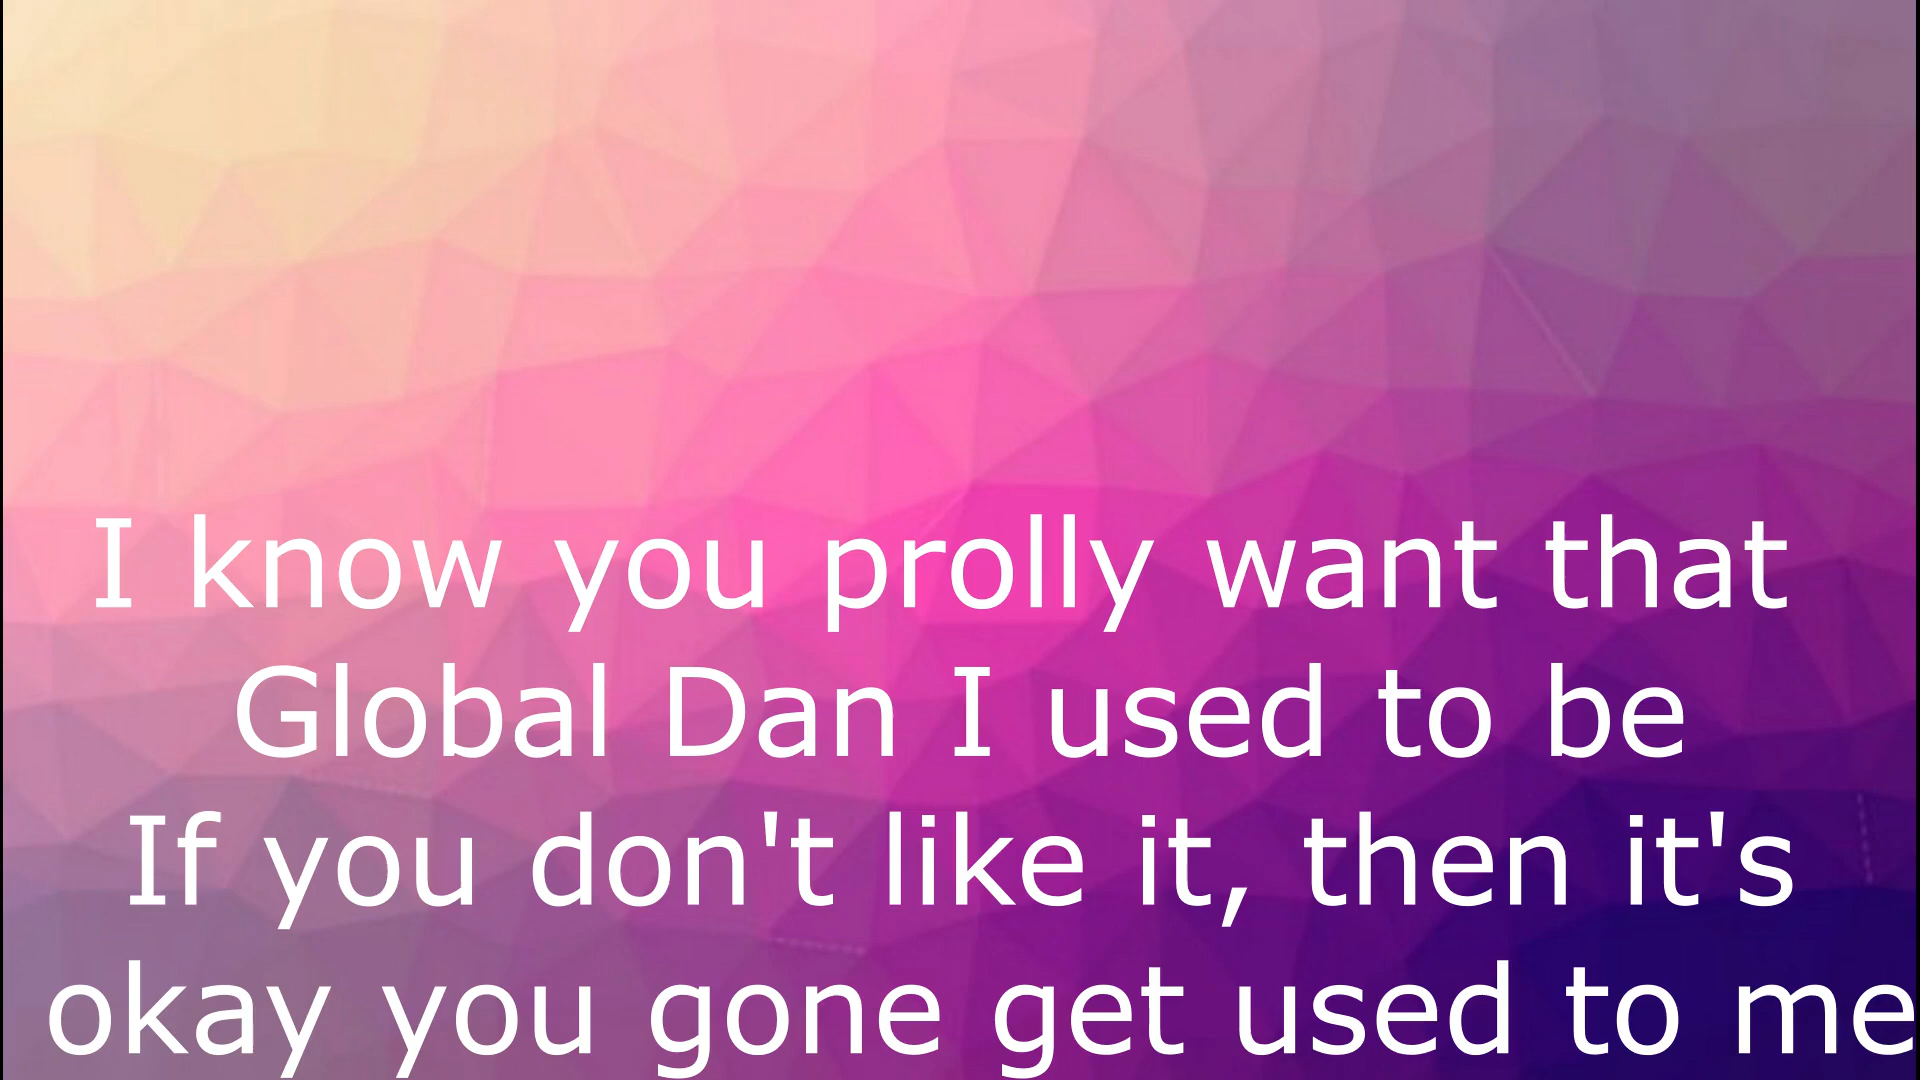 I know you prolly want that
Global Dan I used to be
If you don't like it, then it's
okay you gone get used to me